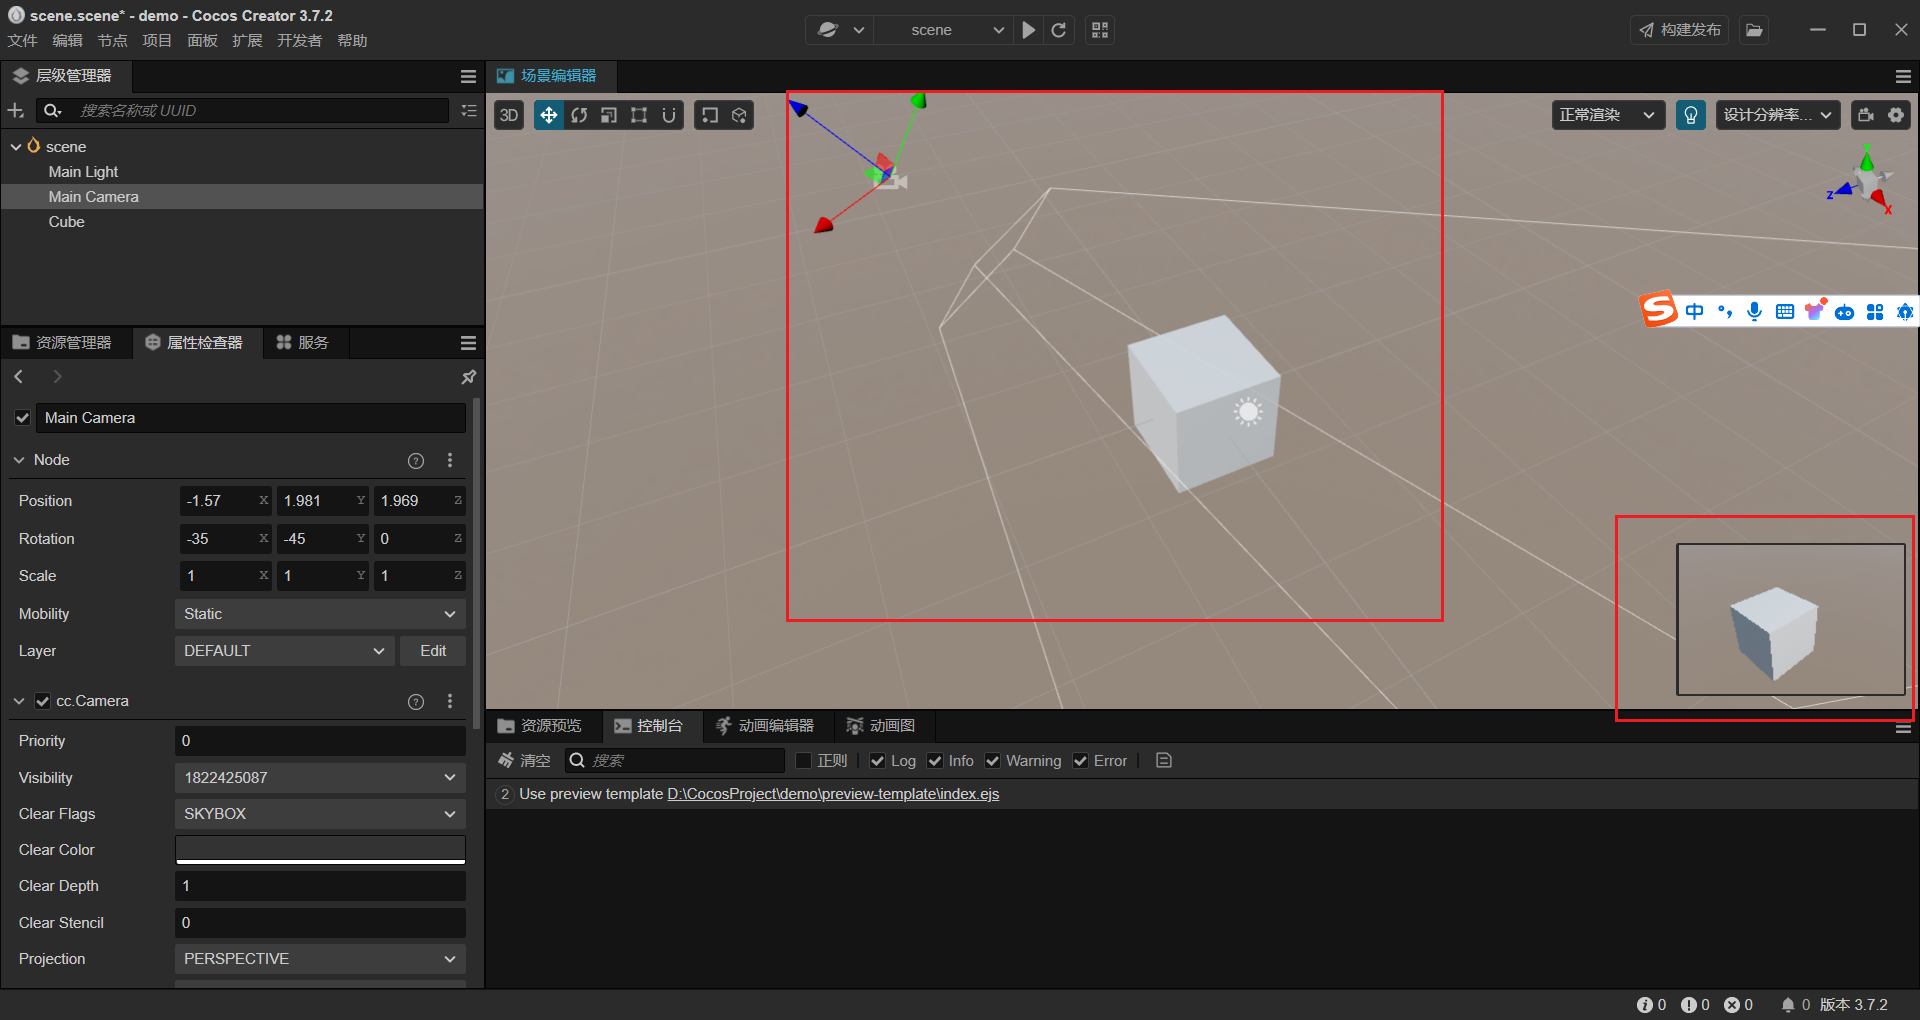 scene.scene* - demo - Cocos Creator 3.7.2
文件 编辑 节点 项目 面板 扩展 开发者 帮助
scene
构建发布
层级管理器
搜索名称或 UUID
scene
Main Light
Main Camera
Cube
场景编辑器
3D
正常渲染
设计分辨率...
Y
Z
X
S 中
资源管理器 属性检查器 服务
Main Camera
Node
Position -1.57 X 1.981 Y 1.969 Z
Rotation -35 X -45 Y 0 Z
Scale 1 X 1 Y 1 Z
Mobility Static
Layer DEFAULT Edit
cc.Camera
Priority 0
Visibility 1822425087
Clear Flags SKYBOX
Clear Color
Clear Depth 1
Clear Stencil 0
Projection PERSPECTIVE
资源预览 控制台 动画编辑器 动画图
清空 搜索 正则 Log Info Warning Error
2 Use preview template D:\CocosProject\demo\preview-template\index.ejs
0 0 0 0 版本 3.7.2